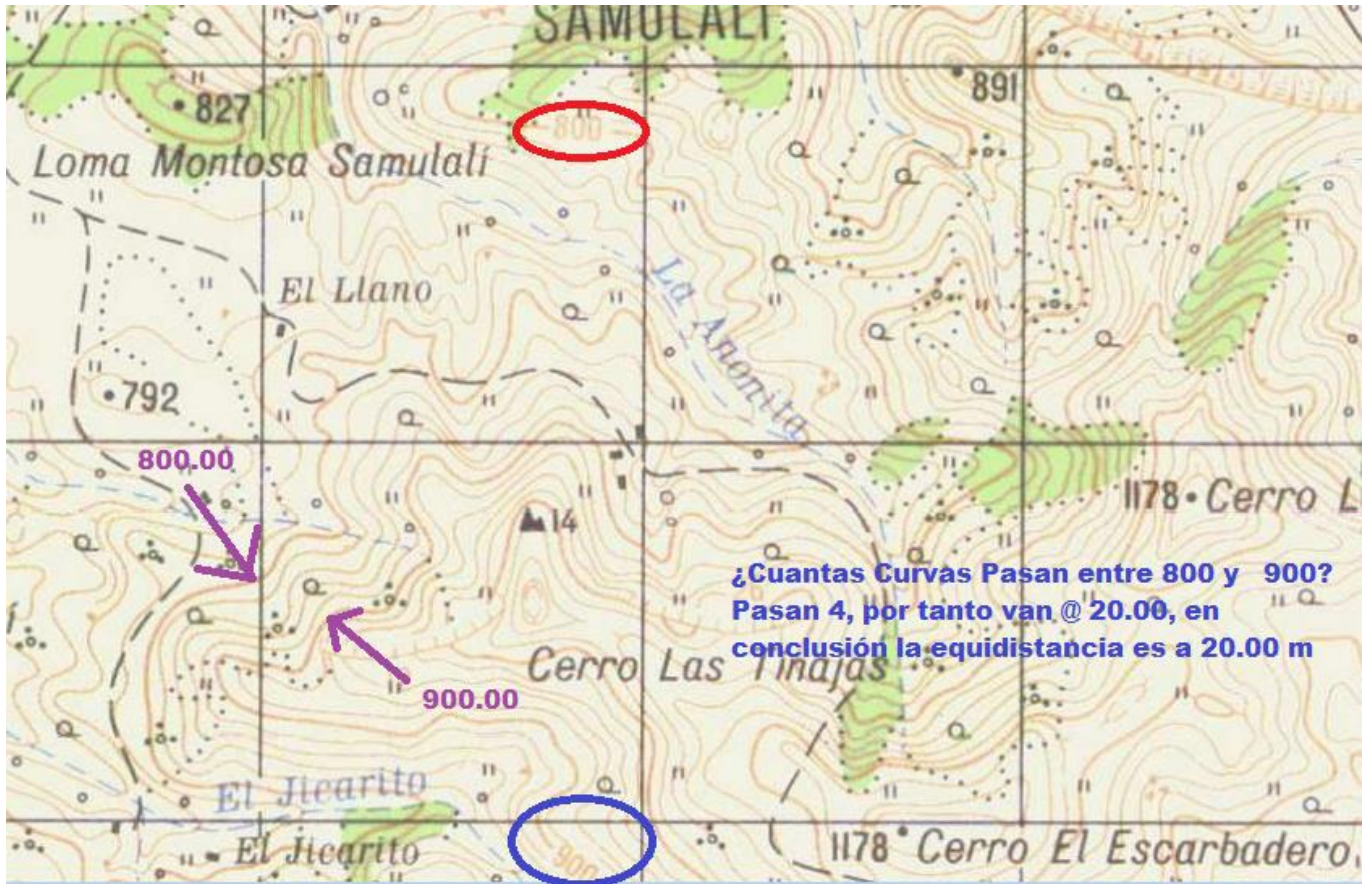 SAMULALÍ
827
800
891
Loma Montosa Samulalí
El Llano
La Anonita
792
800.00
14
1178 Cerro L
¿Cuantas Curvas Pasan entre 800 y 900?
Pasan 4, por tanto van @ 20.00, en
conclusión la equidistancia es a 20.00 m
Cerro Las Tinajas
900.00
El Jicarito
El Jicarito
900
1178 Cerro El Escarbadero